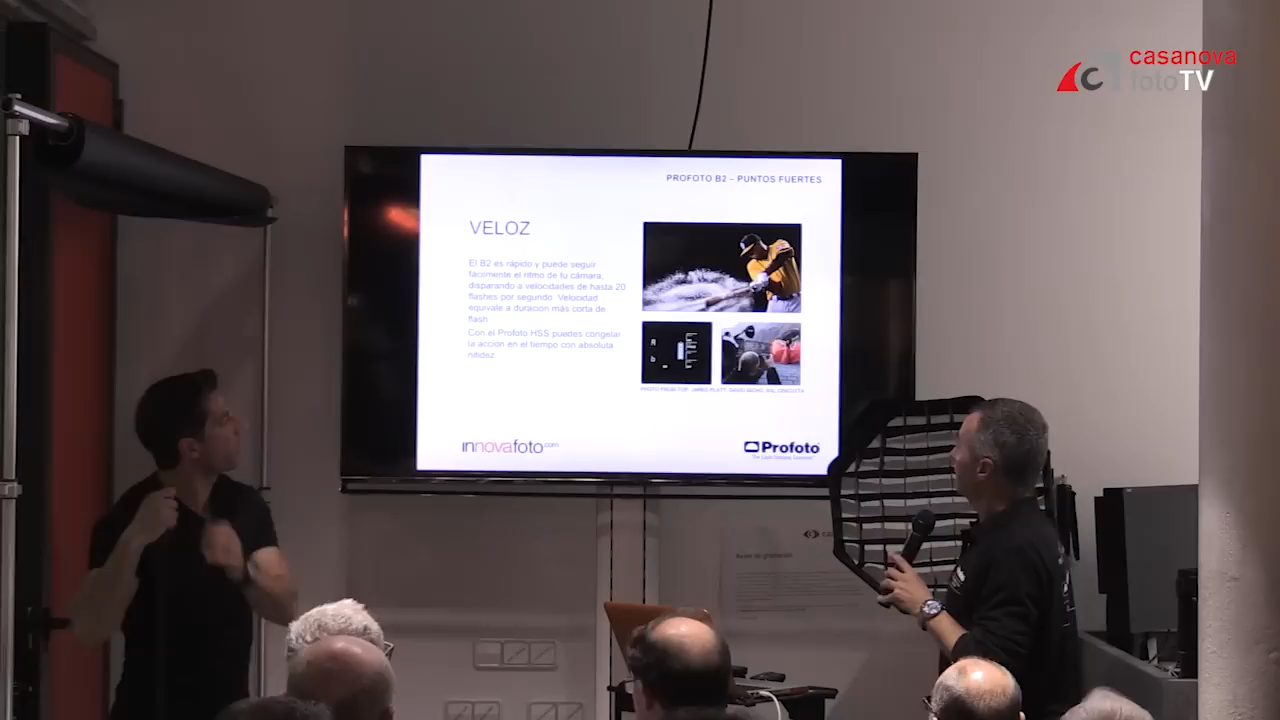 casanova
fotoTV
PROFOTO B2 – PUNTOS FUERTES
VELOZ
El B2 es rápido y puede seguir
fácilmente el ritmo de tu cámara,
disparando a velocidades de hasta 20
flashes por segundo. Velocidad
equivale a duración más corta de
flash.
Con el Profoto HSS puedes congelar
la acción en el tiempo con absoluta
nitidez.
innovafoto.com
Profoto